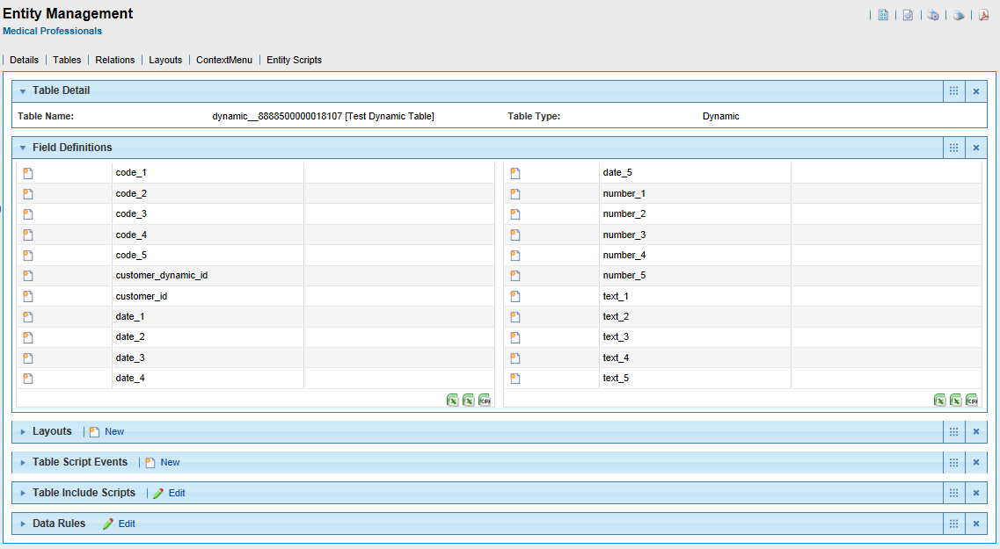 Entity Management
Medical Professionals
Details Tables Relations Layouts ContextMenu Entity Scripts
Table Detail
Table Name: dynamic__8888500000018107 [Test Dynamic Table] Table Type: Dynamic
Field Definitions
code_1 date_5
code_2 number_1
code_3 number_2
code_4 number_3
code_5 number_4
customer_dynamic_id number_5
customer_id text_1
date_1 text_2
date_2 text_3
date_3 text_4
date_4 text_5
Layouts New
Table Script Events New
Table Include Scripts Edit
Data Rules Edit